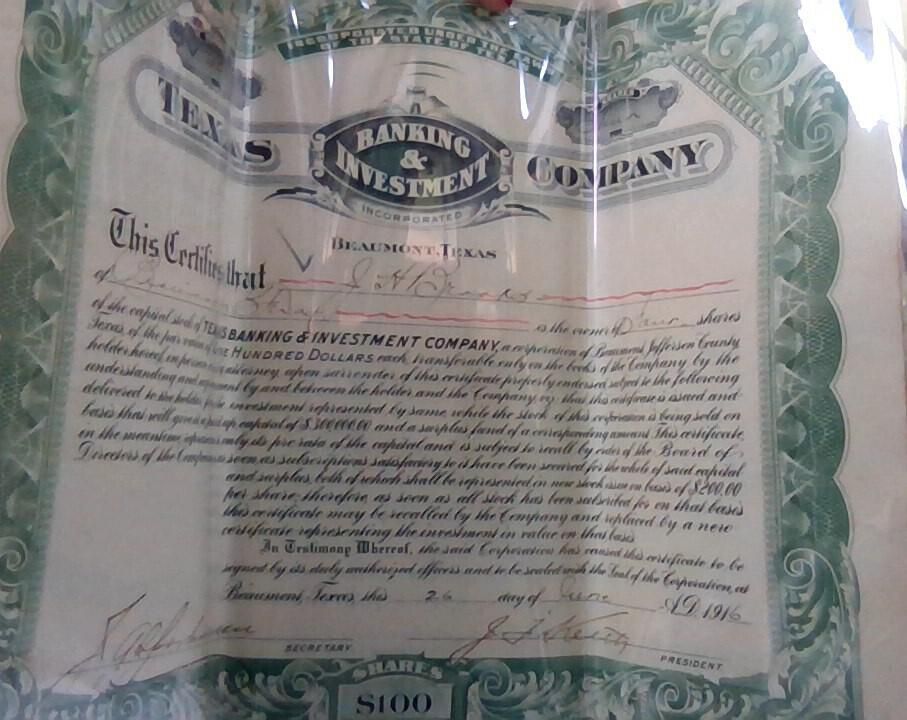 INCORPORATED UNDER THE LAWS
OF THE STATE OF TEXAS
TEXAS BANKING & INVESTMENT COMPANY
INCORPORATED
BEAUMONT, TEXAS
This Certifies that J H
of is the owner of shares
of the capital stock of TEXAS BANKING & INVESTMENT COMPANY, a corporation of Beaumont Jefferson County
Texas of the par value of ONE HUNDRED DOLLARS each, transferable only on the books of the Company by the
holder hereof in person or by attorney upon surrender of this certificate properly endorsed subject to the following
understanding and agreement by and between the holder and the Company viz that this certificate is issued and
delivered to the holder for investment represented by same while the stock of this corporation is being sold on
basis that will give it a capital of $300000.00 and a surplus fund of a corresponding amount. This certificate,
in the meantime, only its pro rata of the capital and is subject to recall by order of the Board of
Directors of the Company as soon, as subscriptions satisfactory to it have been secured for the whole of said capital
and surplus, both of which shall be represented in new stock issue on basis of $200.00
per share, therefore as soon as all stock has been subscribed for on that basis
this certificate may be recalled by the Company and replaced by a new
certificate representing the investment in value on that basis
In Testimony Whereof, the said Corporation has caused this certificate to be
signed by its duly authorized officers and to be sealed with the Seal of the Corporation, at
Beaumont, Texas, this 26 day of June A.D. 1916
SECRETARY PRESIDENT
SHARES
$100